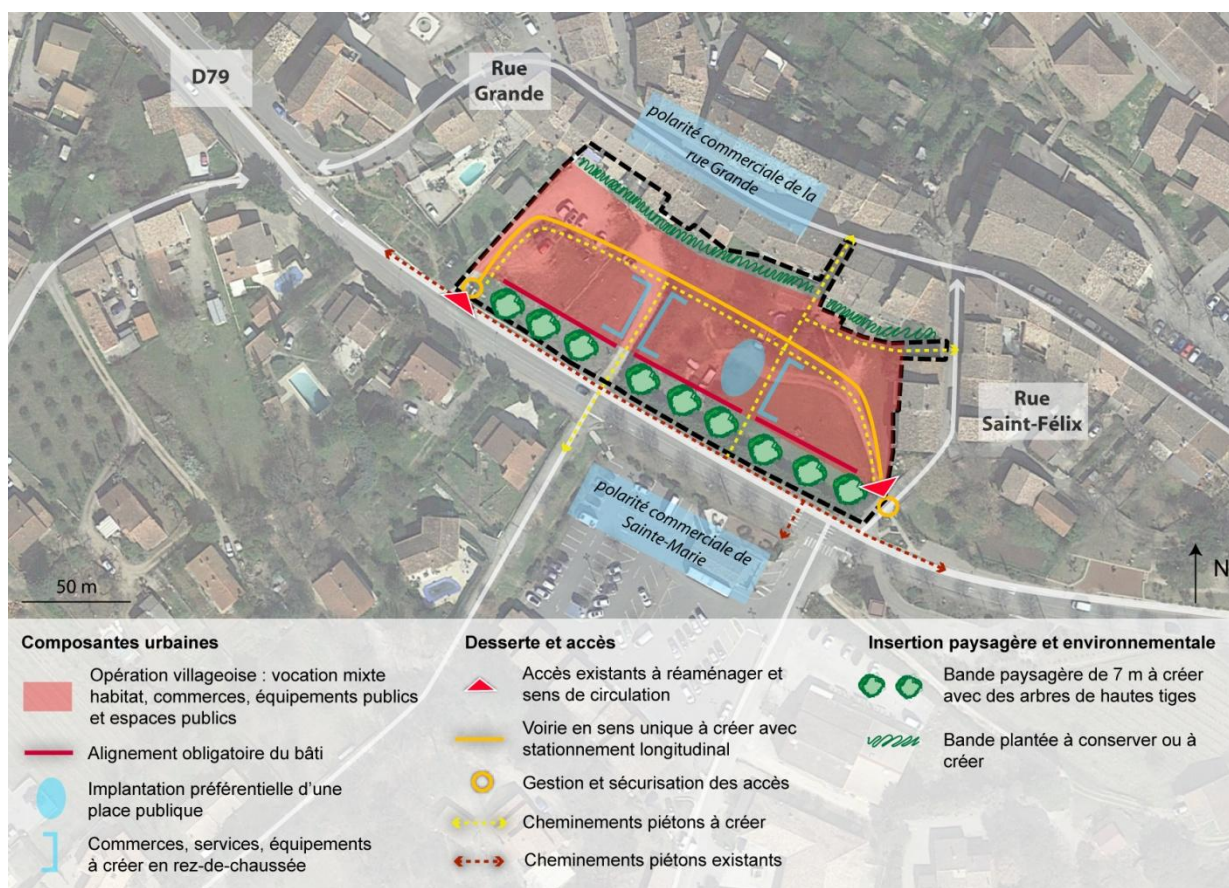 D79
Rue
Grande
polarité commerciale de la
rue Grande
Rue
Saint-Félix
polarité commerciale de
Sainte-Marie
50 m
N
Composantes urbaines
Opération villageoise : vocation mixte
habitat, commerces, équipements publics
et espaces publics
Alignement obligatoire du bâti
Implantation préférentielle d'une
place publique
Commerces, services, équipements
à créer en rez-de-chaussée
Desserte et accès
Accès existants à réaménager et
sens de circulation
Voirie en sens unique à créer avec
stationnement longitudinal
Gestion et sécurisation des accès
Cheminements piétons à créer
Cheminements piétons existants
Insertion paysagère et environnementale
Bande paysagère de 7 m à créer
avec des arbres de hautes tiges
Bande plantée à conserver ou à
créer